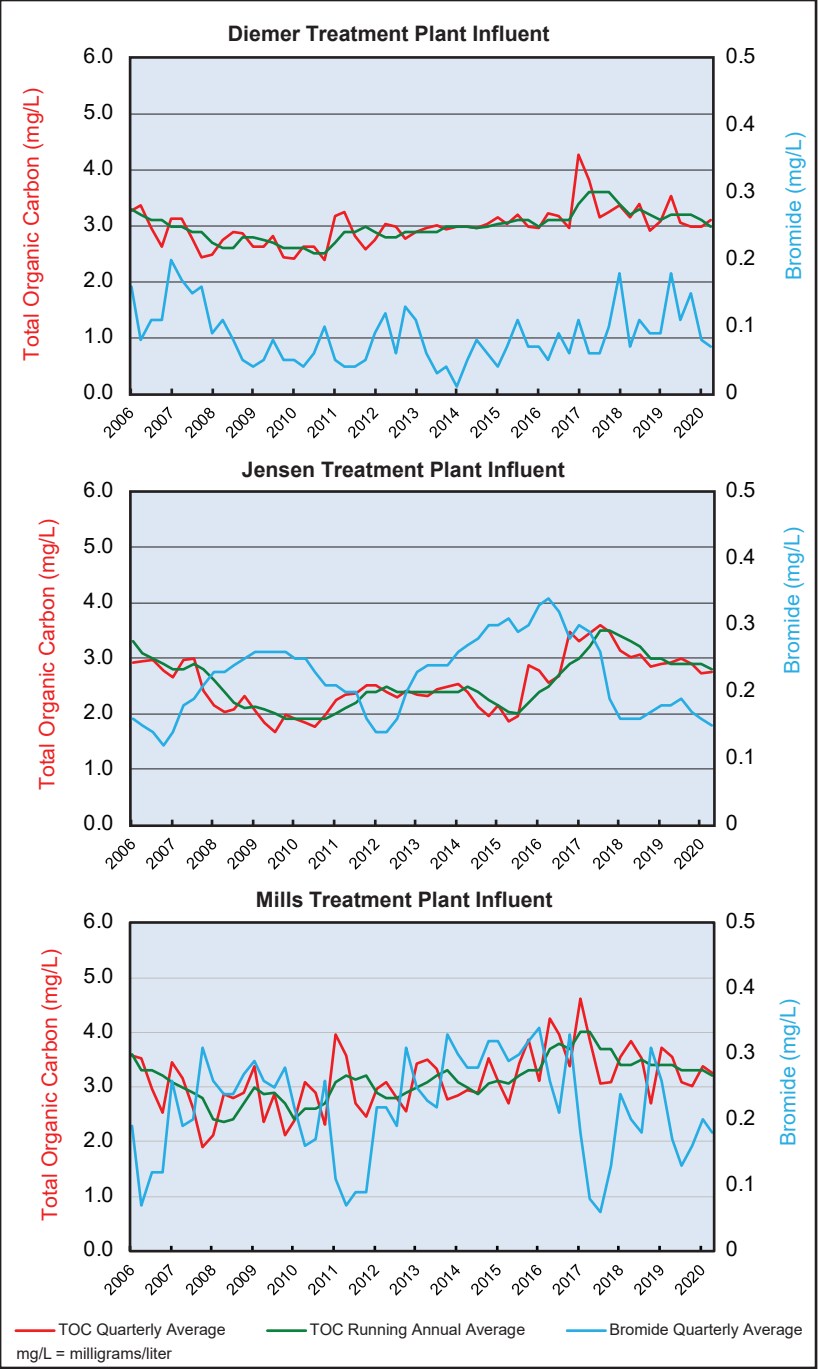 Diemer Treatment Plant Influent
Total Organic Carbon (mg/L)
6.0
5.0
4.0
3.0
2.0
1.0
0.0
0.5
0.4
0.3
0.2
0.1
0
Bromide (mg/L)
2006 2007 2008 2009 2010 2011 2012 2013 2014 2015 2016 2017 2018 2019 2020
Jensen Treatment Plant Influent
Total Organic Carbon (mg/L)
6.0
5.0
4.0
3.0
2.0
1.0
0.0
0.5
0.4
0.3
0.2
0.1
0
Bromide (mg/L)
2006 2007 2008 2009 2010 2011 2012 2013 2014 2015 2016 2017 2018 2019 2020
Mills Treatment Plant Influent
Total Organic Carbon (mg/L)
6.0
5.0
4.0
3.0
2.0
1.0
0.0
0.5
0.4
0.3
0.2
0.1
0
Bromide (mg/L)
2006 2007 2008 2009 2010 2011 2012 2013 2014 2015 2016 2017 2018 2019 2020
TOC Quarterly Average TOC Running Annual Average Bromide Quarterly Average
mg/L = milligrams/liter